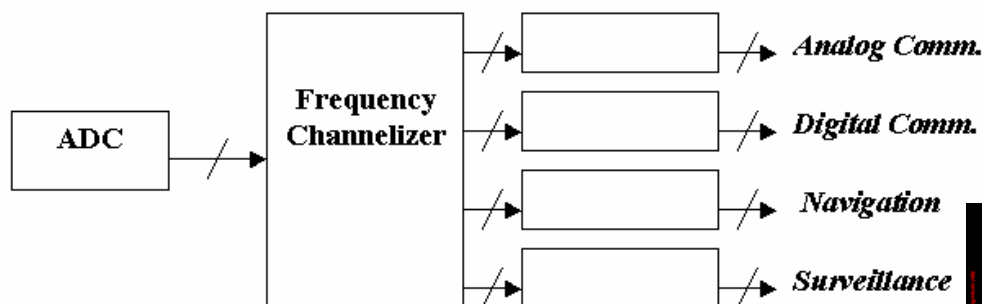 Analog Comm.
Frequency
Channelizer
ADC
Digital Comm.
Navigation
Surveillance